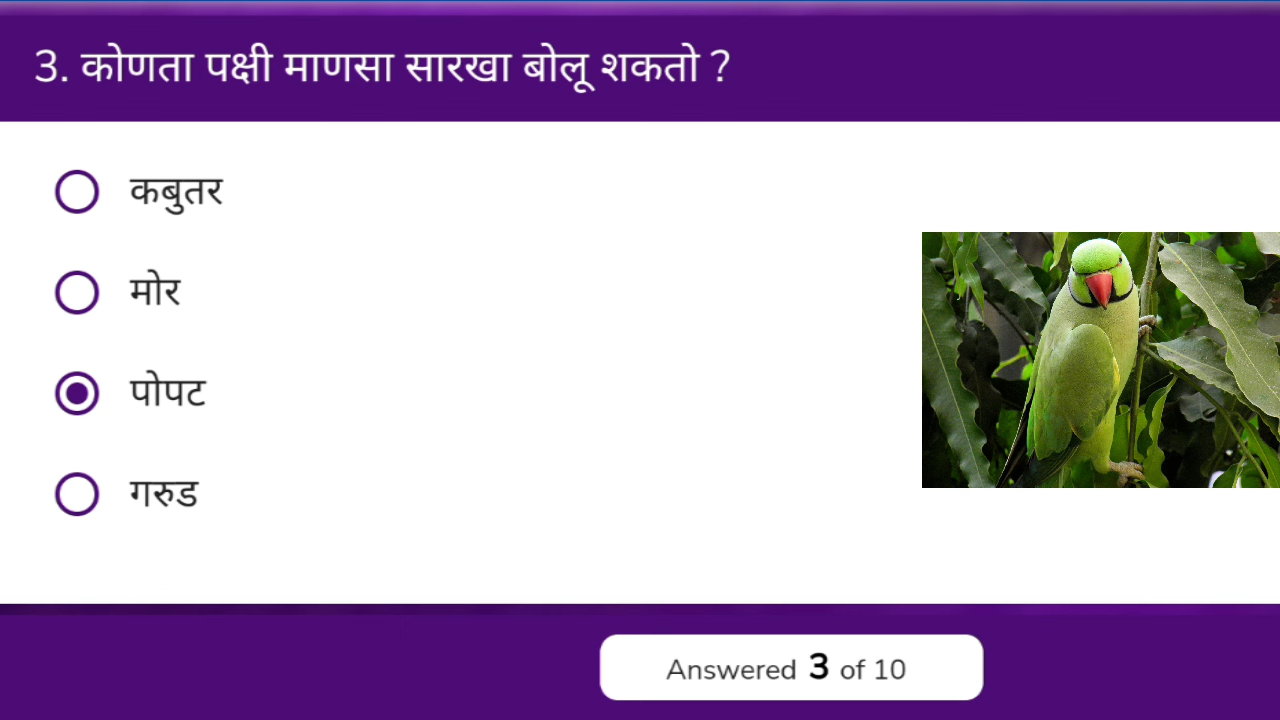 3. कोणता पक्षी माणसा सारखा बोलू शकतो ?
कबुतर
मोर
पोपट
गरुड
Answered 3 of 10